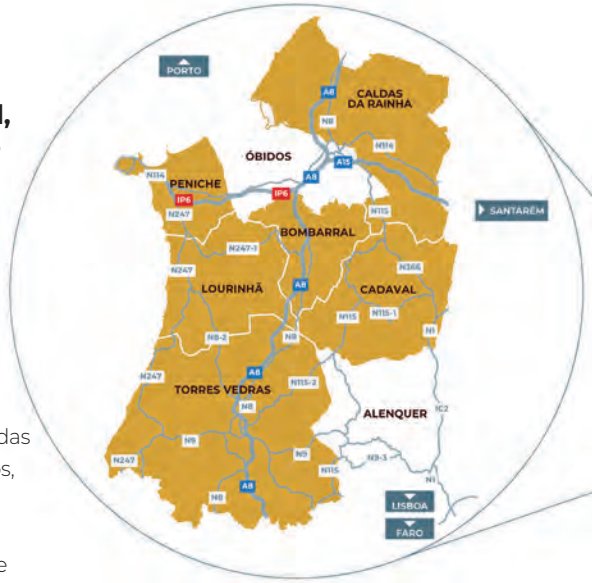 PORTO
A8
CALDAS
DA RAINHA
N8
N114
ÓBIDOS
A15
A8
N114
PENICHE
IP6
IP6
N247
N115
SANTARÉM
BOMBARRAL
N247-1
N247
N366
LOURINHÃ
A8
CADAVAL
N115
N115-1
N8-2
N8
N1
N247
A8
TORRES VEDRAS
N115-2
N8
ALENQUER
IC2
das
N9
N9
os,
N247
N115
N9-3
N8
A8
N1
LISBOA
FARO
e